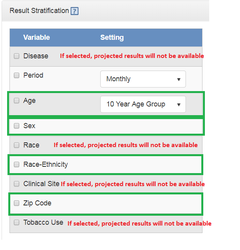 Result Stratification [?]
Variable Setting
Disease If selected, projected results will not be available
Period Monthly
Age 10 Year Age Group
Sex
Race If selected, projected results will not be available
Race-Ethnicity
Clinical Site If selected, projected results will not be available
Zip Code
Tobacco Use If selected, projected results will not be available